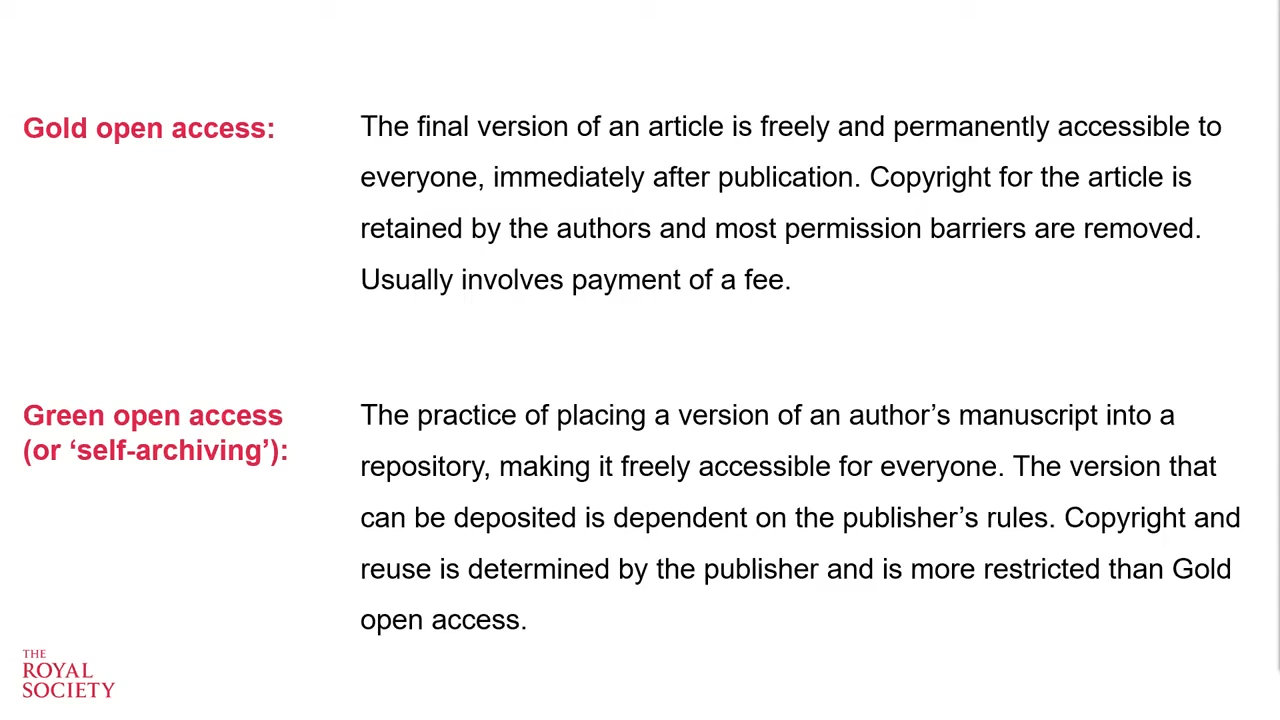 Gold open access:
The final version of an article is freely and permanently accessible to
everyone, immediately after publication. Copyright for the article is
retained by the authors and most permission barriers are removed.
Usually involves payment of a fee.
Green open access
(or ‘self-archiving’):
The practice of placing a version of an author’s manuscript into a
repository, making it freely accessible for everyone. The version that
can be deposited is dependent on the publisher’s rules. Copyright and
reuse is determined by the publisher and is more restricted than Gold
open access.
THE
ROYAL
SOCIETY